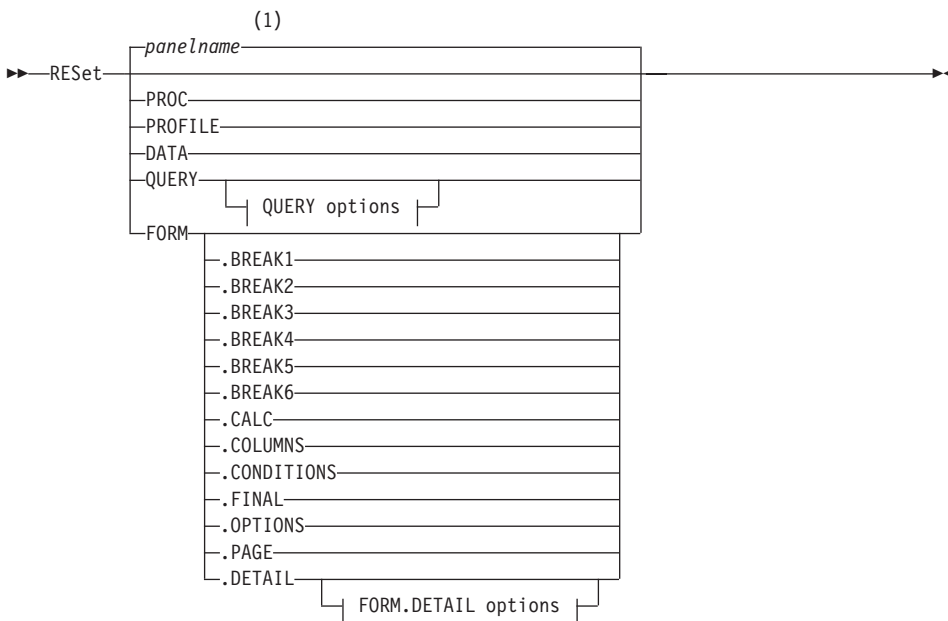 (1)
panelname
RESet
PROC
PROFILE
DATA
QUERY
QUERY options
FORM
.BREAK1
.BREAK2
.BREAK3
.BREAK4
.BREAK5
.BREAK6
.CALC
.COLUMNS
.CONDITIONS
.FINAL
.OPTIONS
.PAGE
.DETAIL
FORM.DETAIL options